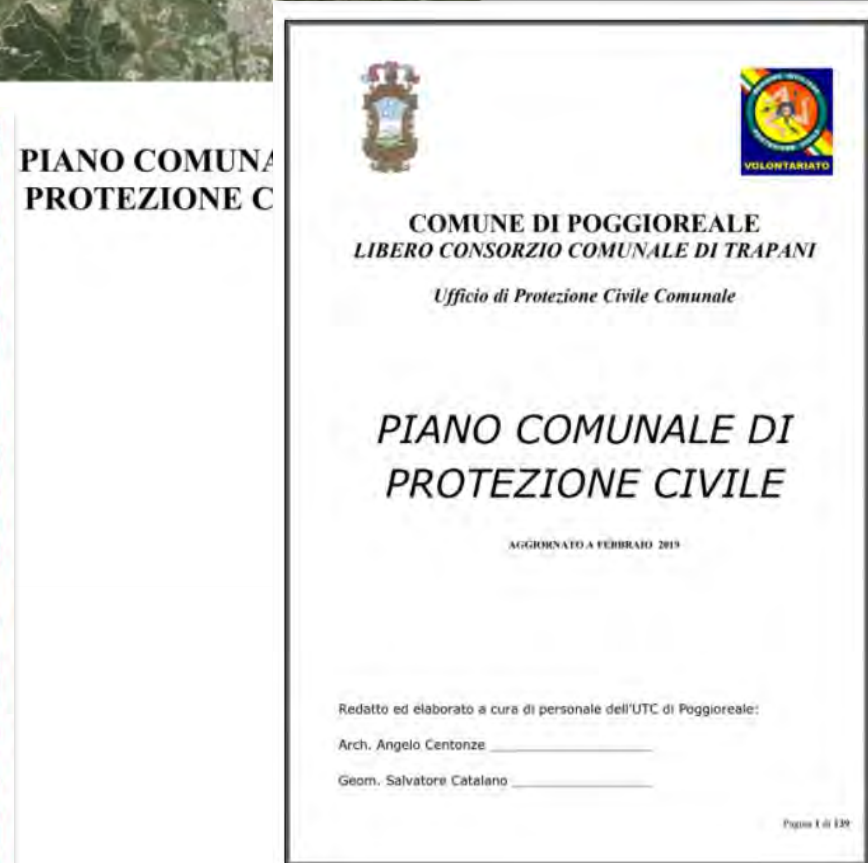 PIANO COMUNA
PROTEZIONE C
VOLONTARIATO
COMUNE DI POGGIOREALE
LIBERO CONSORZIO COMUNALE DI TRAPANI
Ufficio di Protezione Civile Comunale
PIANO COMUNALE DI
PROTEZIONE CIVILE
AGGIORNATO A FEBBRAIO 2019
Redatto ed elaborato a cura di personale dell'UTC di Poggioreale:
Arch. Angelo Centonze
Geom. Salvatore Catalano
Pagina 1 di 139